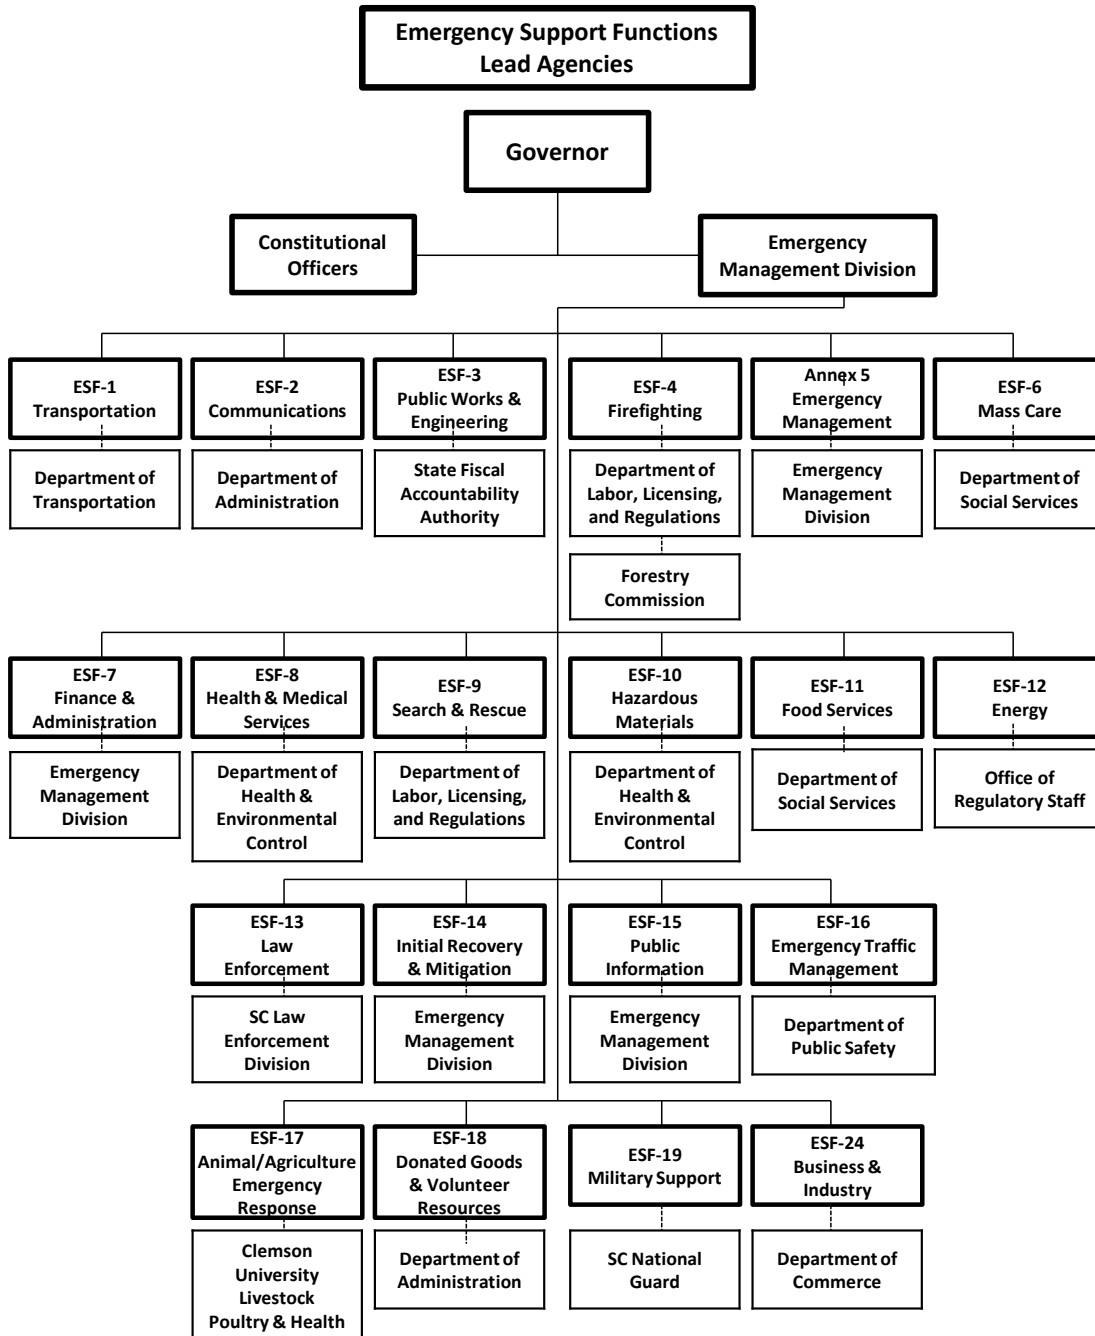 Emergency Support Functions
Lead Agencies
Governor
Constitutional
Officers
Emergency
Management Division
ESF-1
Transportation
ESF-2
Communications
ESF-3
Public Works &
Engineering
ESF-4
Firefighting
Annex 5
Emergency
Management
ESF-6
Mass Care
Department of
Transportation
Department of
Administration
State Fiscal
Accountability
Authority
Department of
Labor, Licensing,
and Regulations
Emergency
Management
Division
Department of
Social Services
Forestry
Commission
ESF-7
Finance &
Administration
ESF-8
Health & Medical
Services
ESF-9
Search & Rescue
ESF-10
Hazardous
Materials
ESF-11
Food Services
ESF-12
Energy
Emergency
Management
Division
Department of
Health &
Environmental
Control
Department of
Labor, Licensing,
and Regulations
Department of
Health &
Environmental
Control
Department of
Social Services
Office of
Regulatory Staff
ESF-13
Law
Enforcement
ESF-14
Initial Recovery
& Mitigation
ESF-15
Public
Information
ESF-16
Emergency Traffic
Management
SC Law
Enforcement
Division
Emergency
Management
Division
Emergency
Management
Division
Department of
Public Safety
ESF-17
Animal/Agriculture
Emergency
Response
ESF-18
Donated Goods
& Volunteer
Resources
ESF-19
Military Support
ESF-24
Business &
Industry
Clemson
University
Livestock
Poultry & Health
Department of
Administration
SC National
Guard
Department of
Commerce